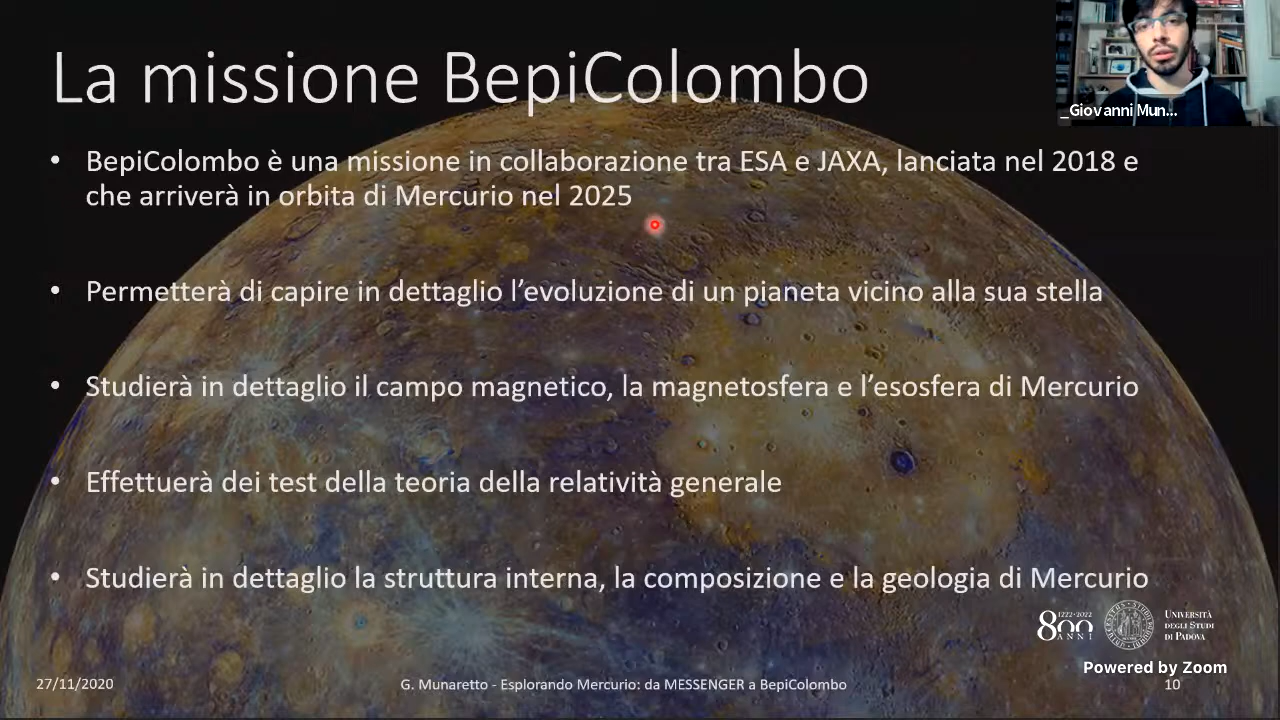 La missione BepiColombo
_Giovanni Mun...
• BepiColombo è una missione in collaborazione tra ESA e JAXA, lanciata nel 2018 e
che arriverà in orbita di Mercurio nel 2025
• Permetterà di capire in dettaglio l’evoluzione di un pianeta vicino alla sua stella
• Studierà in dettaglio il campo magnetico, la magnetosfera e l’esosfera di Mercurio
• Effettuerà dei test della teoria della relatività generale
• Studierà in dettaglio la struttura interna, la composizione e la geologia di Mercurio
1222·2022
800
ANNI
UNIVERSITÀ
DEGLI STUDI
DI PADOVA
Powered by Zoom
27/11/2020
G. Munaretto - Esplorando Mercurio: da MESSENGER a BepiColombo
10